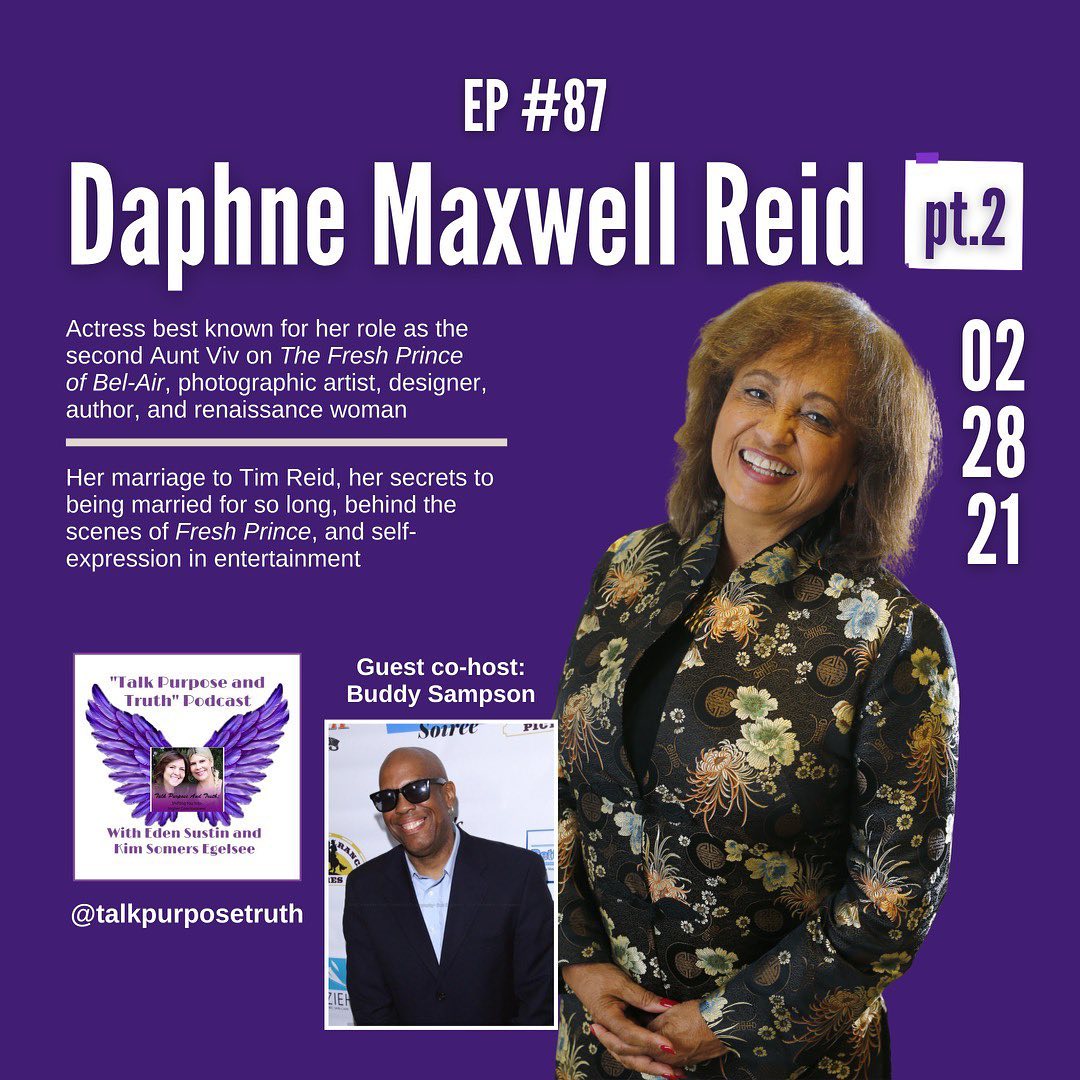 EP #87
Daphne Maxwell Reid
pt.2
Actress best known for her role as the
second Aunt Viv on The Fresh Prince
of Bel-Air, photographic artist, designer,
author, and renaissance woman
02
28
21
Her marriage to Tim Reid, her secrets to
being married for so long, behind the
scenes of Fresh Prince, and self-
expression in entertainment
"Talk Purpose and
Truth" Podcast
Talk Purpose And Truth:
With Eden Sustin and
Kim Somers Egelsee
@talkpurposetruth
Guest co-host:
Buddy Sampson
Soiree